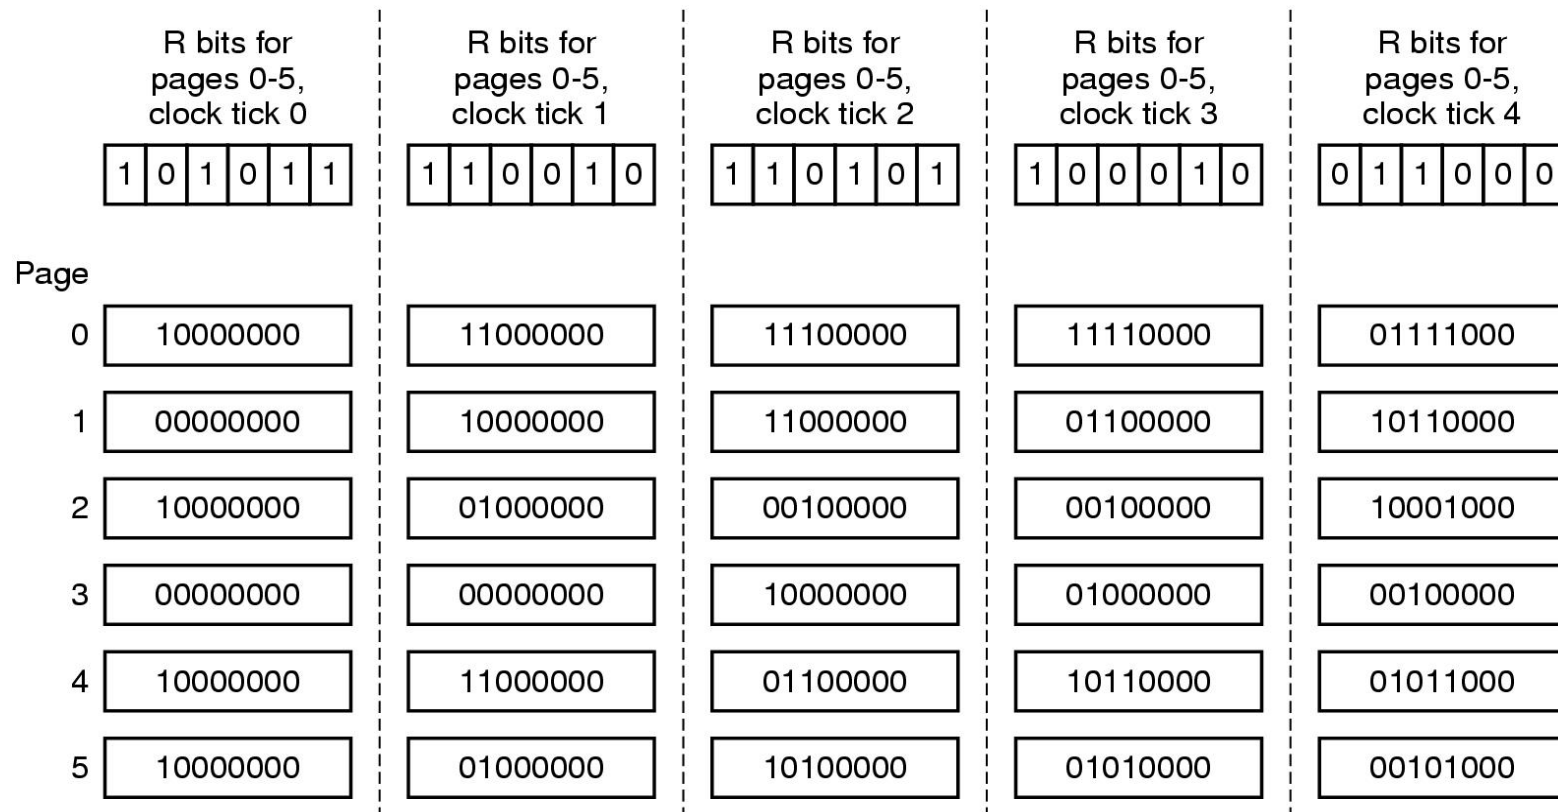 R bits for
pages 0-5,
clock tick 0
R bits for
pages 0-5,
clock tick 1
R bits for
pages 0-5,
clock tick 2
R bits for
pages 0-5,
clock tick 3
R bits for
pages 0-5,
clock tick 4
1 0 1 0 1 1
1 1 0 0 1 0
1 1 0 1 0 1
1 0 0 0 1 0
0 1 1 0 0 0
Page
0 10000000 11000000 11100000 11110000 01111000
1 00000000 10000000 11000000 01100000 10110000
2 10000000 01000000 00100000 00100000 10001000
3 00000000 00000000 10000000 01000000 00100000
4 10000000 11000000 01100000 10110000 01011000
5 10000000 01000000 10100000 01010000 00101000